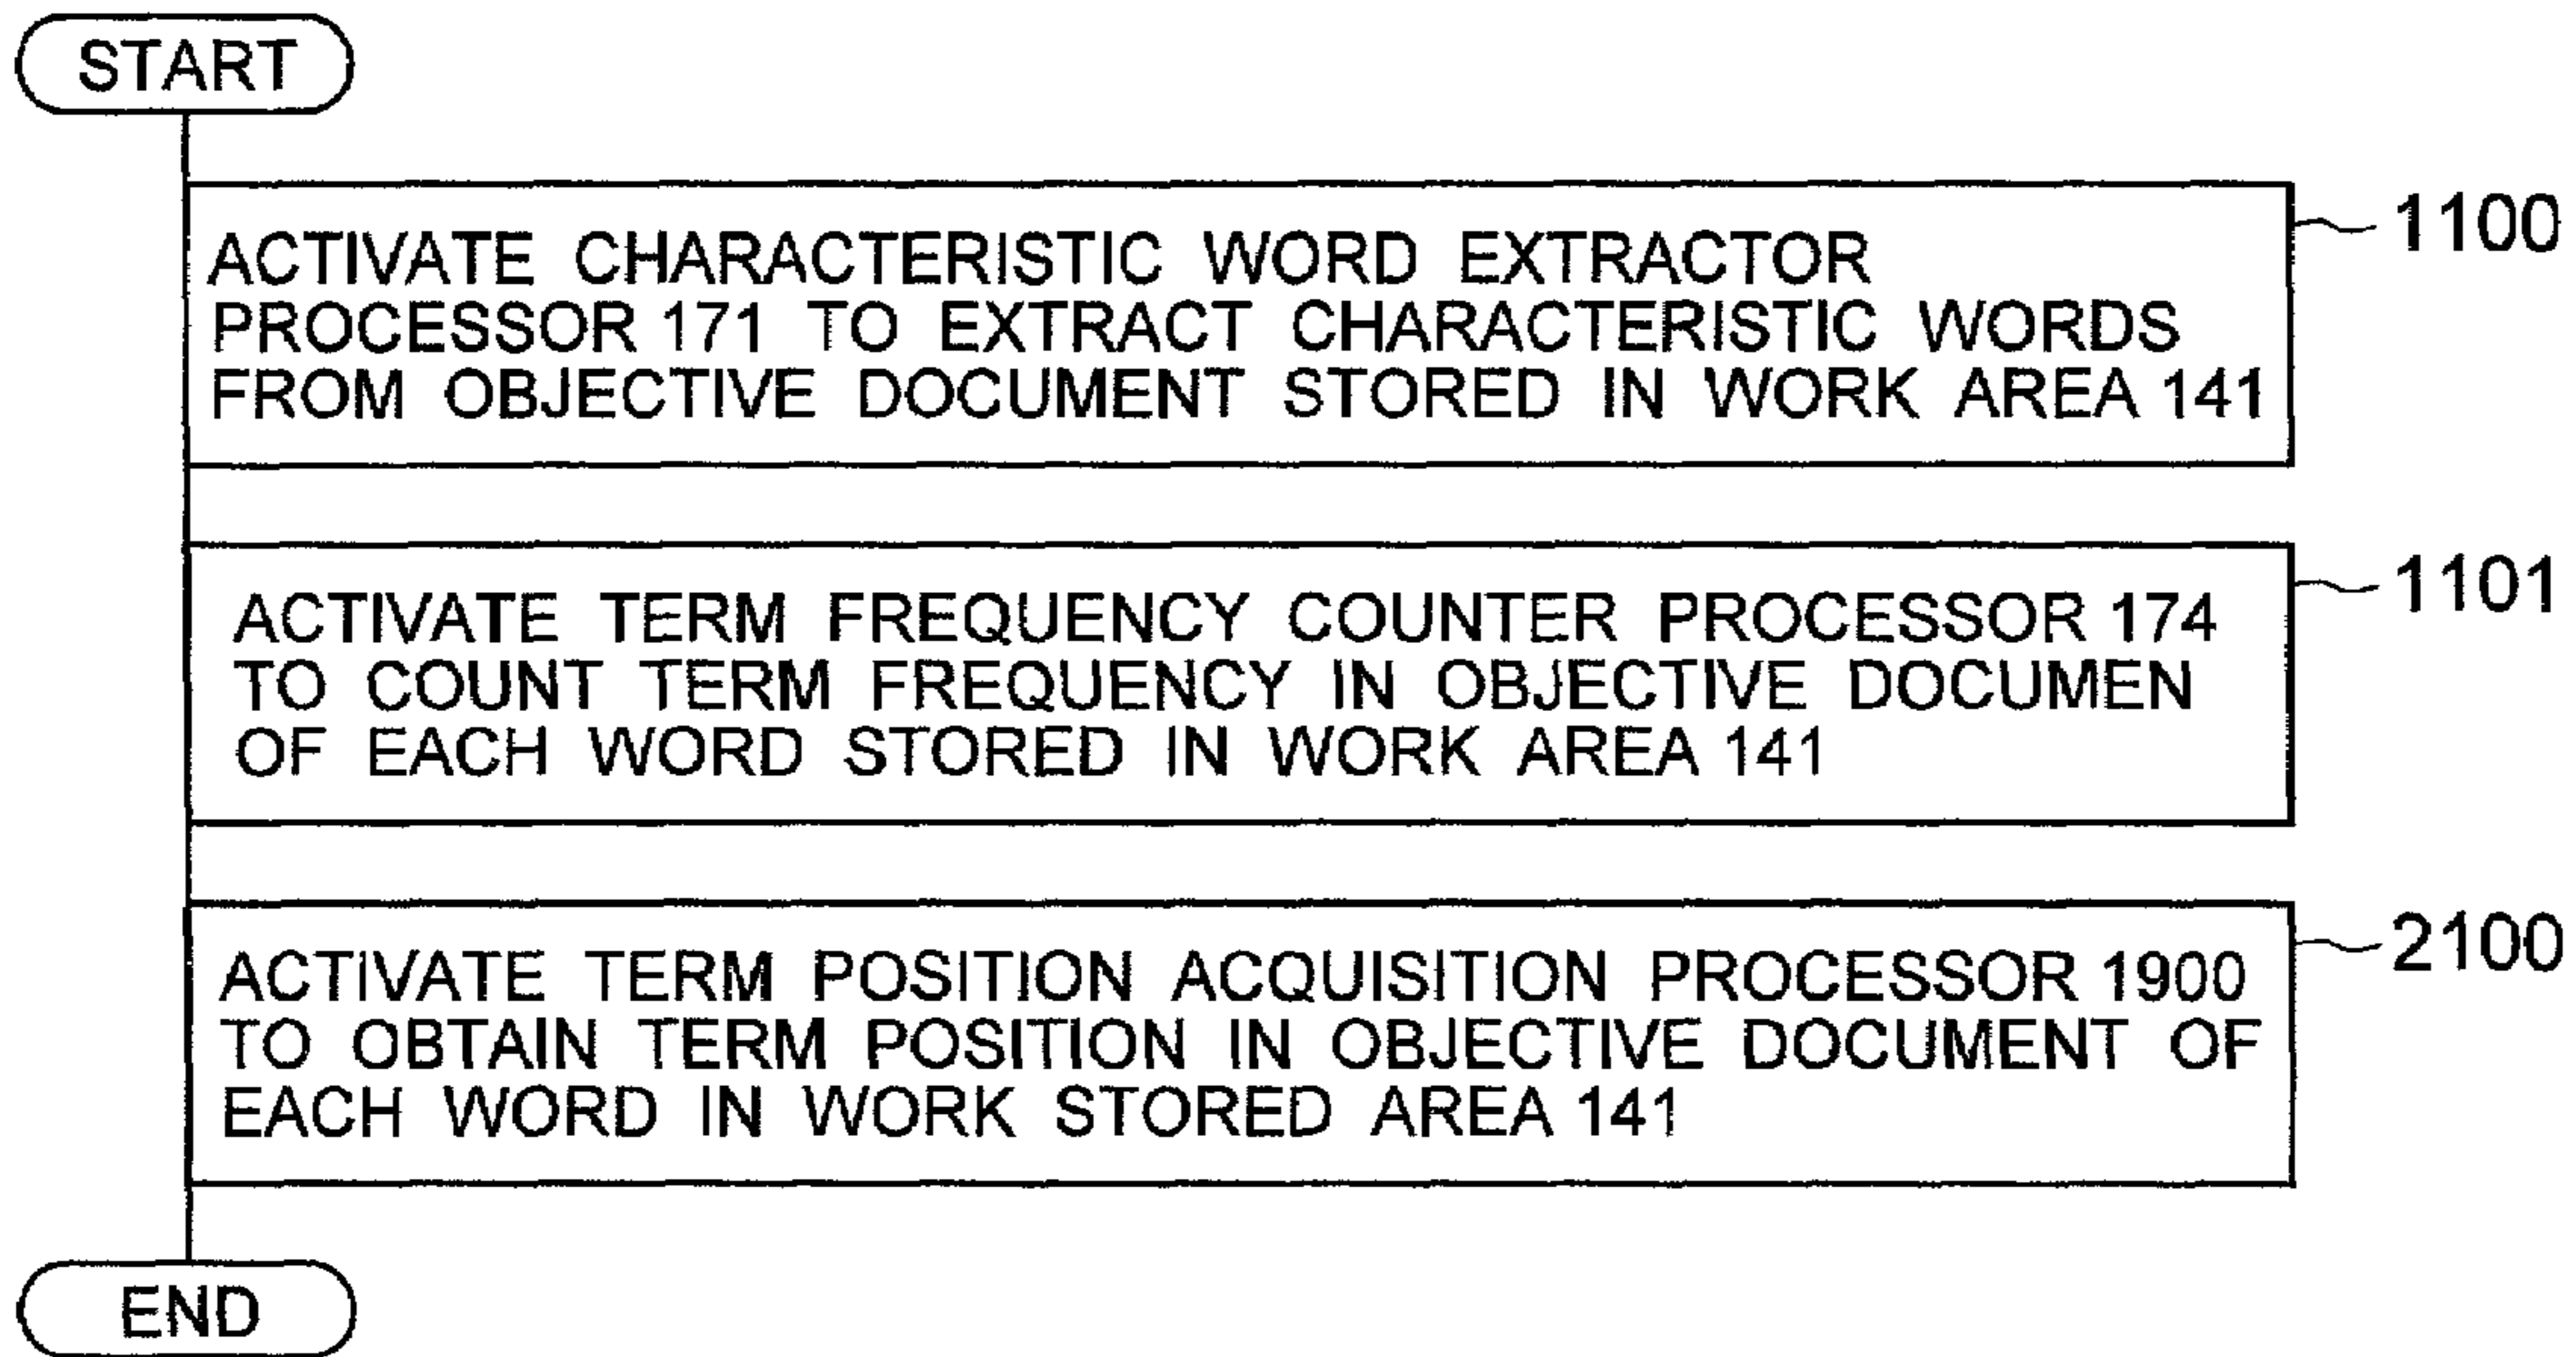 START
ACTIVATE CHARACTERISTIC WORD EXTRACTOR
PROCESSOR 171 TO EXTRACT CHARACTERISTIC WORDS
FROM OBJECTIVE DOCUMENT STORED IN WORK AREA 141
1100
ACTIVATE TERM FREQUENCY COUNTER PROCESSOR 174
TO COUNT TERM FREQUENCY IN OBJECTIVE DOCUMEN
OF EACH WORD STORED IN WORK AREA 141
1101
ACTIVATE TERM POSITION ACQUISITION PROCESSOR 1900
TO OBTAIN TERM POSITION IN OBJECTIVE DOCUMENT OF
EACH WORD IN WORK STORED AREA 141
2100
END